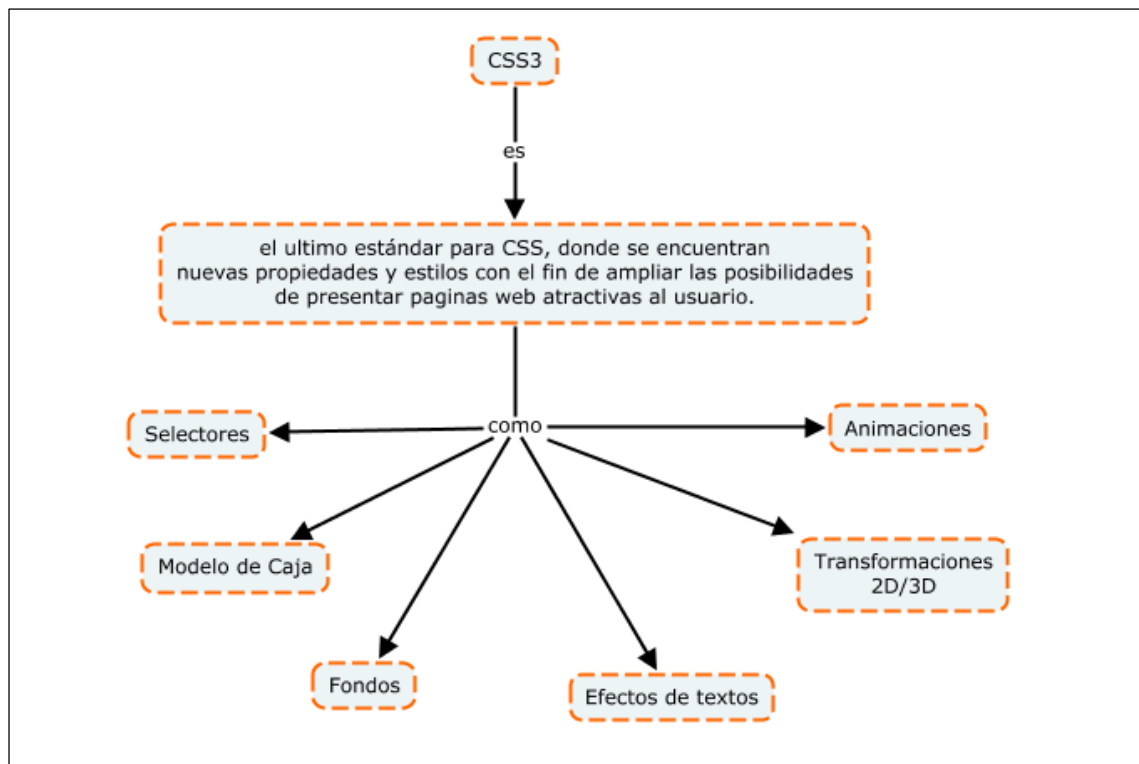 CSS3
es
el ultimo estándar para CSS, donde se encuentran
nuevas propiedades y estilos con el fin de ampliar las posibilidades
de presentar paginas web atractivas al usuario.
como
Selectores
Animaciones
Modelo de Caja
Transformaciones
2D/3D
Fondos
Efectos de textos